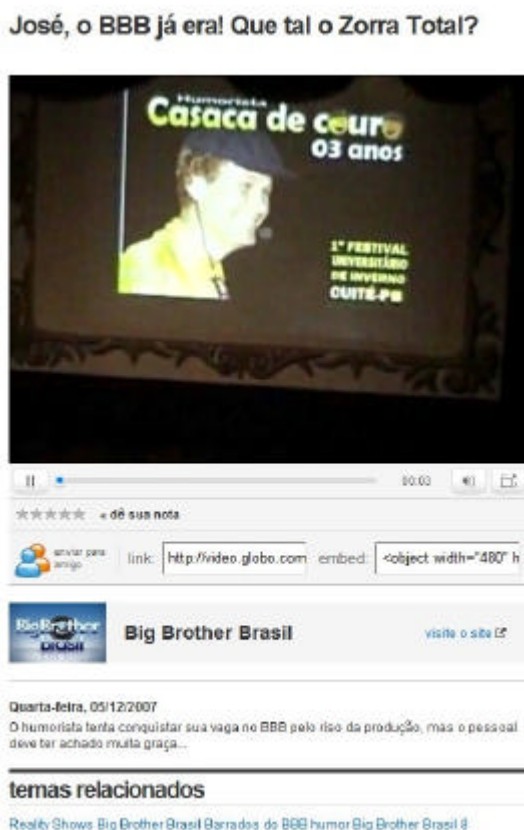 José, o BBB já era! Que tal o Zorra Total?
Humorista
Casaca de couro
03 anos
1º FESTIVAL
UNIVERSITÁRIO
DE INVERNO
CUITÉ-PB
00:03
dê sua nota
enviar para
amigo
link:
http://video.globo.com
embed:
<object width="480" h
Big Brother
BRASIL
Big Brother Brasil
visite o site
Quarta-feira, 05/12/2007
O humorista tenta conquistar sua vaga no BBB pelo riso da produção, mas o pessoal
deve ter achado muita graça...
temas relacionados
Reality Shows Big Brother Brasil Barrados do BBB humor Big Brother Brasil 8